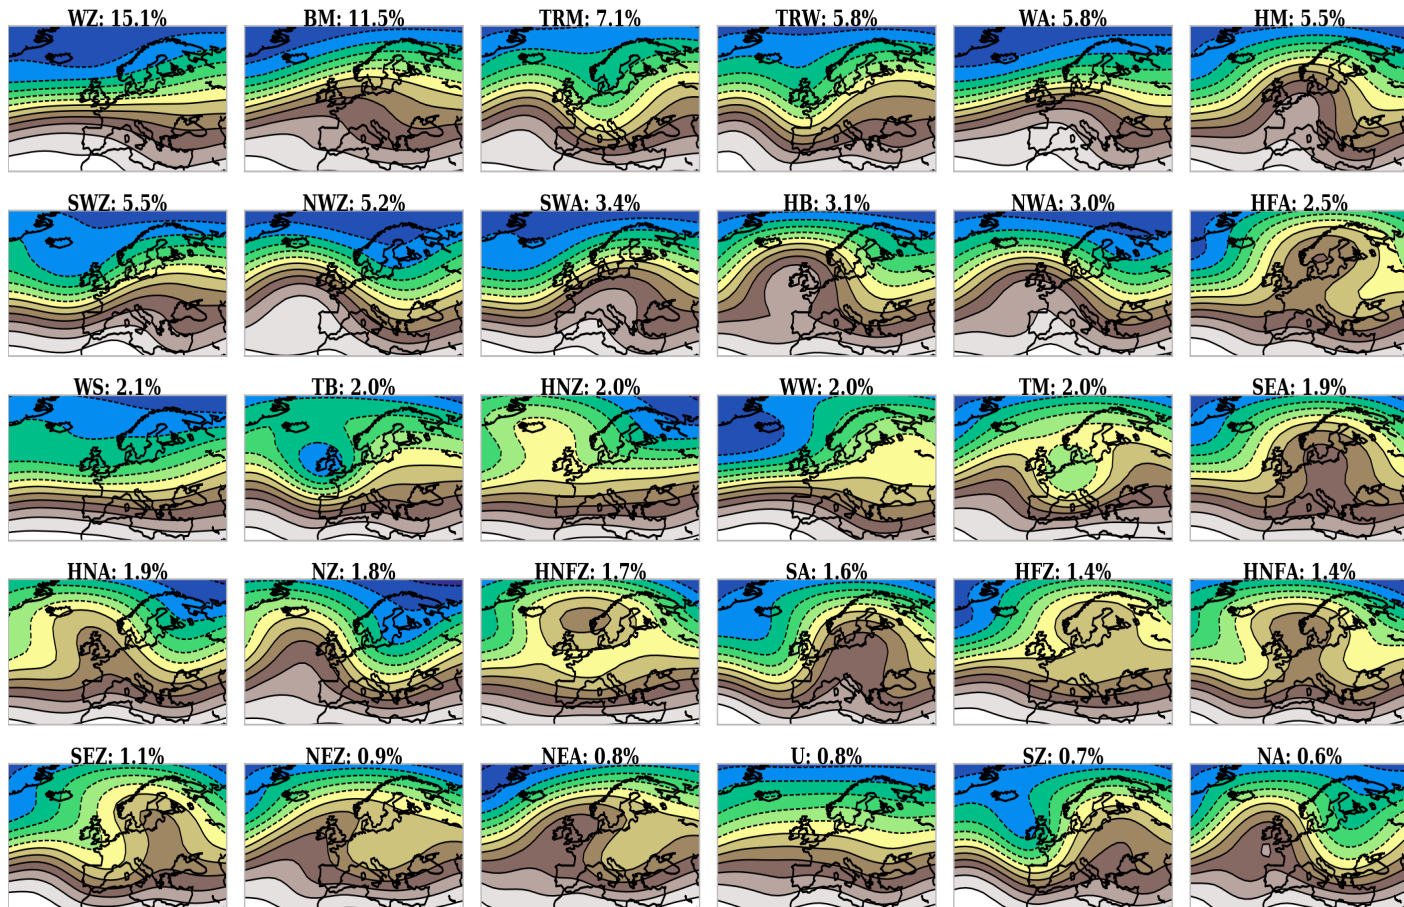 WZ: 15.1%
BM: 11.5%
TRM: 7.1%
TRW: 5.8%
WA: 5.8%
HM: 5.5%
SWZ: 5.5%
NWZ: 5.2%
SWA: 3.4%
HB: 3.1%
NWA: 3.0%
HFA: 2.5%
WS: 2.1%
TB: 2.0%
HNZ: 2.0%
WW: 2.0%
TM: 2.0%
SEA: 1.9%
HNA: 1.9%
NZ: 1.8%
HNFZ: 1.7%
SA: 1.6%
HFZ: 1.4%
HNFA: 1.4%
SEZ: 1.1%
NEZ: 0.9%
NEA: 0.8%
U: 0.8%
SZ: 0.7%
NA: 0.6%